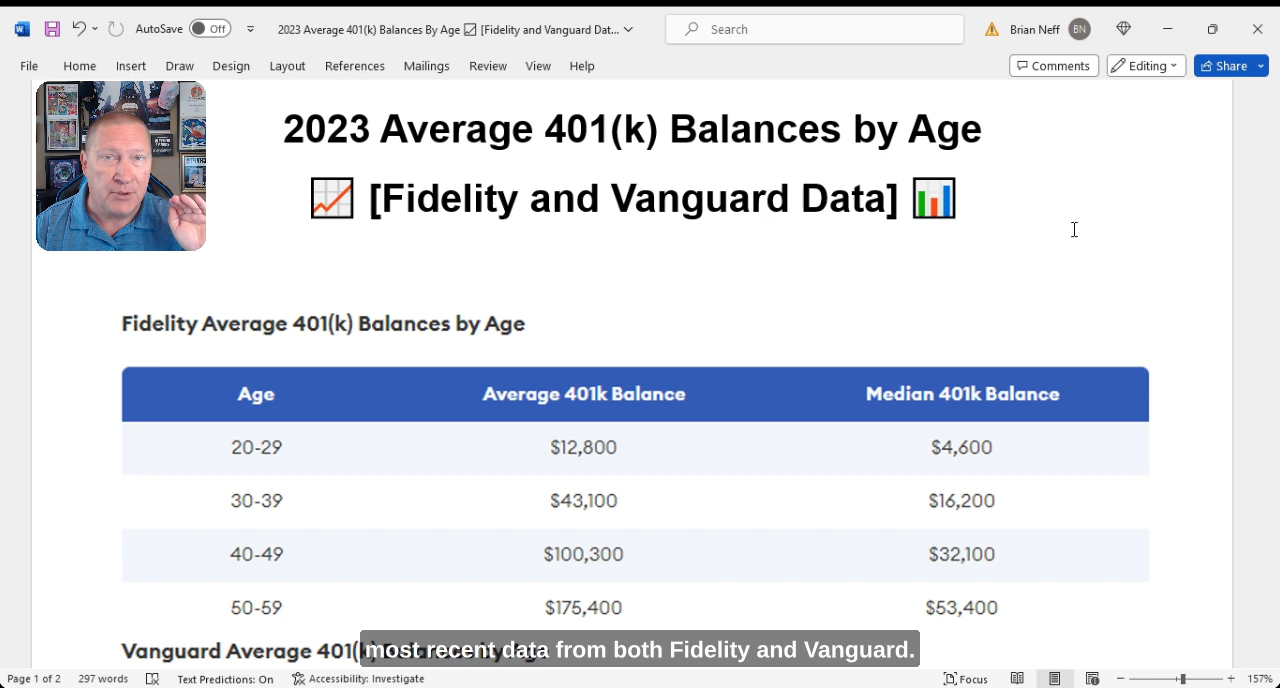 AutoSave Off 2023 Average 401(k) Balances By Age [Fidelity and Vanguard Dat... Search Brian Neff BN
File Home Insert Draw Design Layout References Mailings Review View Help Comments Editing Share
2023 Average 401(k) Balances by Age
[Fidelity and Vanguard Data]
Fidelity Average 401(k) Balances by Age
Age Average 401k Balance Median 401k Balance
20-29 $12,800 $4,600
30-39 $43,100 $16,200
40-49 $100,300 $32,100
50-59 $175,400 $53,400
Vanguard Average 401(k) Balances by Age
most recent data from both Fidelity and Vanguard.
Page 1 of 2 297 words Text Predictions: On Accessibility: Investigate Focus 157%